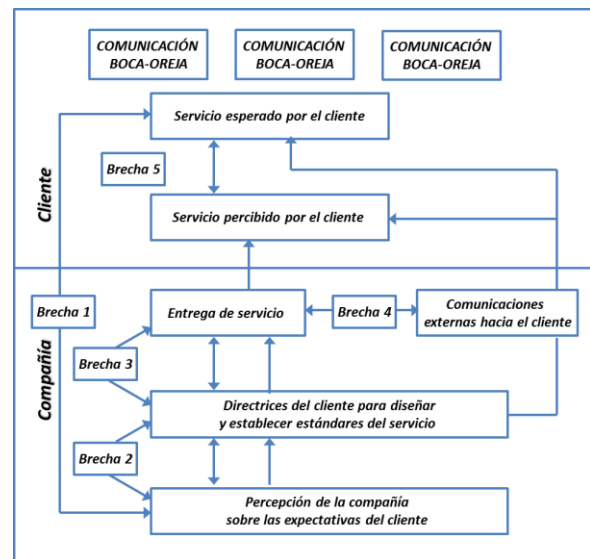 COMUNICACIÓN
BOCA-OREJA
COMUNICACIÓN
BOCA-OREJA
COMUNICACIÓN
BOCA-OREJA
Servicio esperado por el cliente
Brecha 5
Servicio percibido por el cliente
Cliente
Entrega de servicio
Brecha 4
Comunicaciones
externas hacia el cliente
Brecha 1
Brecha 3
Compañía
Directrices del cliente para diseñar
y establecer estándares del servicio
Brecha 2
Percepción de la compañía
sobre las expectativas del cliente